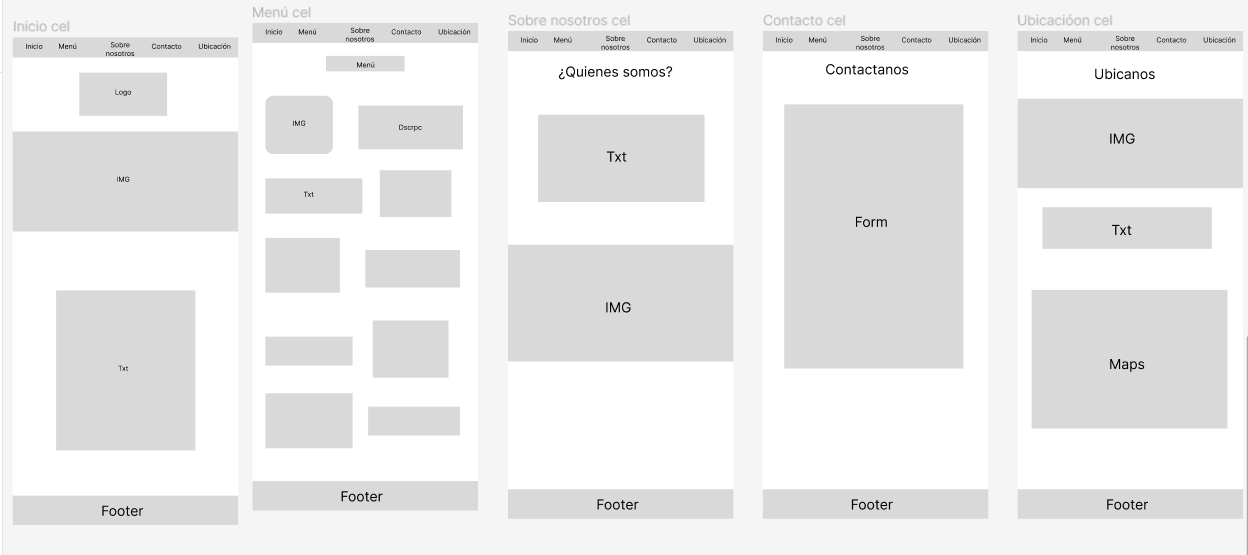 Inicio cel
Inicio Menú Sobre nosotros Contacto Ubicación
Logo
IMG
Txt
Footer
Menú cel
Inicio Menú Sobre nosotros Contacto Ubicación
Menú
IMG
Dscrpc
Txt
Footer
Sobre nosotros cel
Inicio Menú Sobre nosotros Contacto Ubicación
¿Quienes somos?
Txt
IMG
Footer
Contacto cel
Inicio Menú Sobre nosotros Contacto Ubicación
Contactanos
Form
Footer
Ubicacióon cel
Inicio Menú Sobre nosotros Contacto Ubicación
Ubicanos
IMG
Txt
Maps
Footer